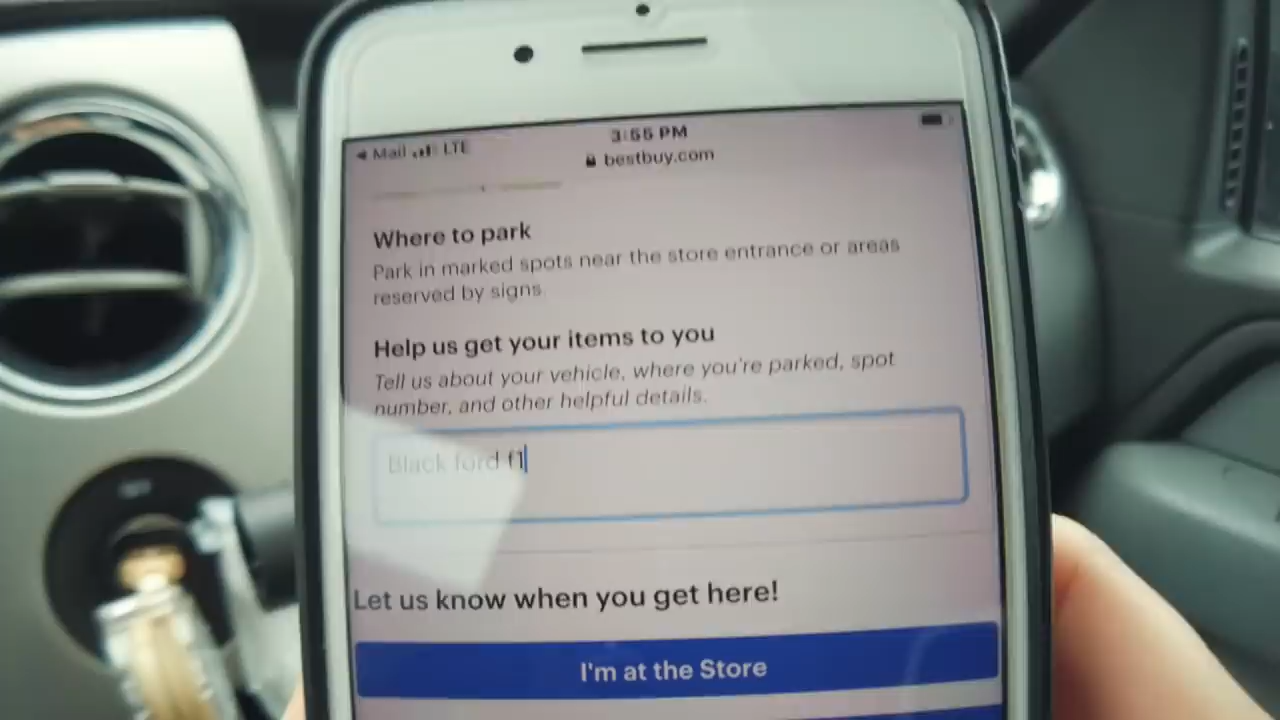 Mail LTE
3:55 PM
bestbuy.com
Where to park
Park in marked spots near the store entrance or areas
reserved by signs.
Help us get your items to you
Tell us about your vehicle, where you're parked, spot
number, and other helpful details.
Black ford f1
Let us know when you get here!
I'm at the Store